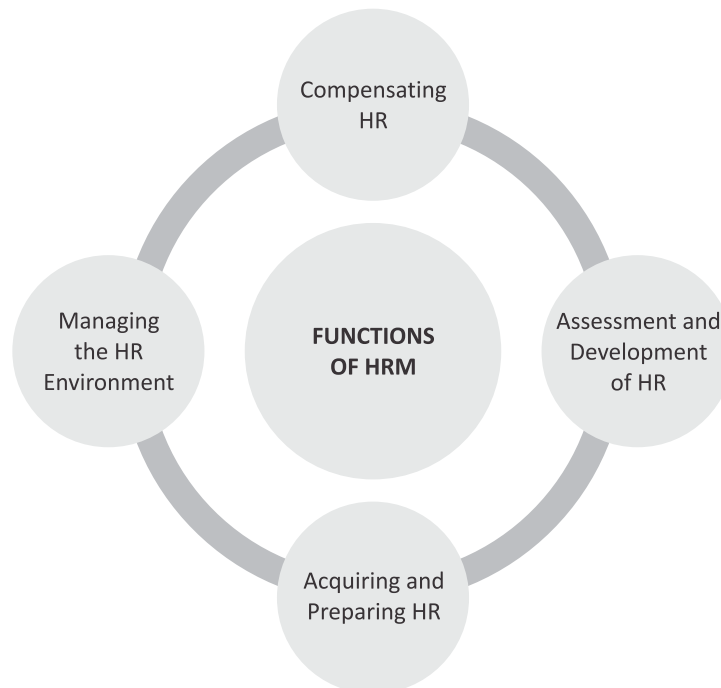 Compensating
HR
Managing
the HR
Environment
FUNCTIONS
OF HRM
Assessment and
Development
of HR
Acquiring and
Preparing HR